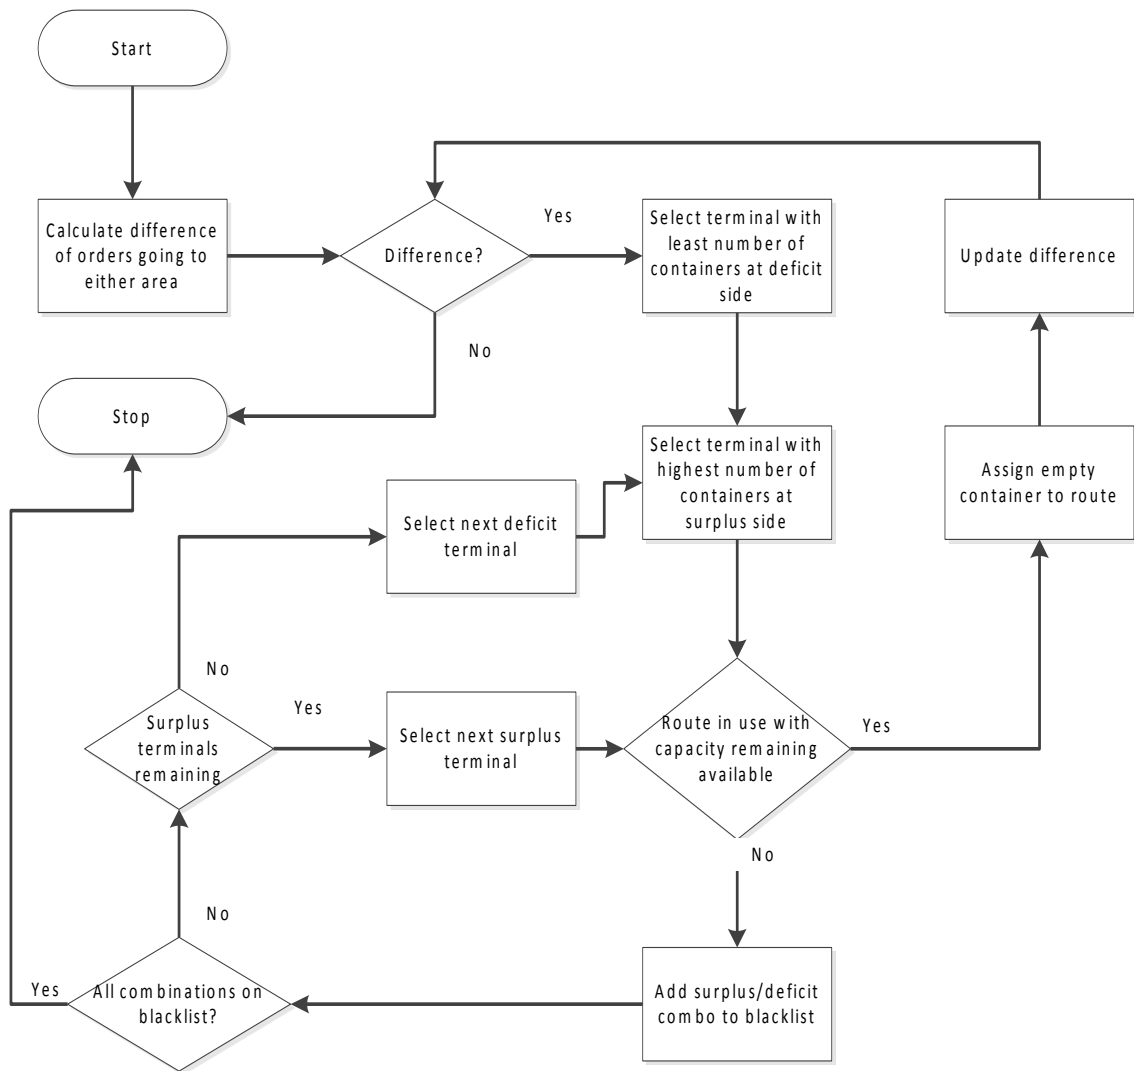 Start
Calculate difference
of orders going to
either area
Difference?
Yes
Select terminal with
least number of
containers at deficit
side
Update difference
No
Stop
Select terminal with
highest number of
containers at
surplus side
Assign empty
container to route
Select next deficit
terminal
No
Surplus
terminals
remaining
Yes
Select next surplus
terminal
Route in use with
capacity remaining
available
Yes
No
No
Yes
All combinations on
blacklist?
Add surplus/deficit
combo to blacklist